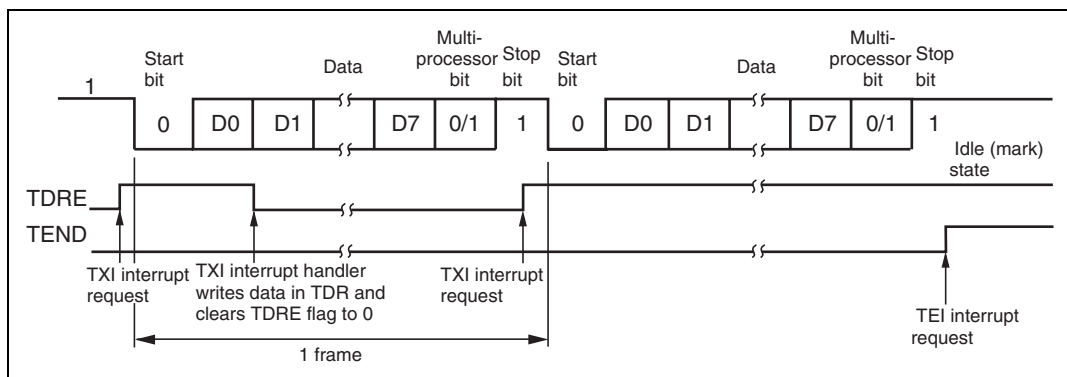 Multi-
Start processor Stop Start
bit Data bit bit bit
Multi-
processor Stop
Data bit bit
1
0 D0 D1 D7 0/1 1 0 D0 D1 D7 0/1 1
Idle (mark)
state
TDRE
TEND
TXI interrupt
request
TXI interrupt handler
writes data in TDR and
clears TDRE flag to 0
TXI interrupt
request
TEI interrupt
request
1 frame